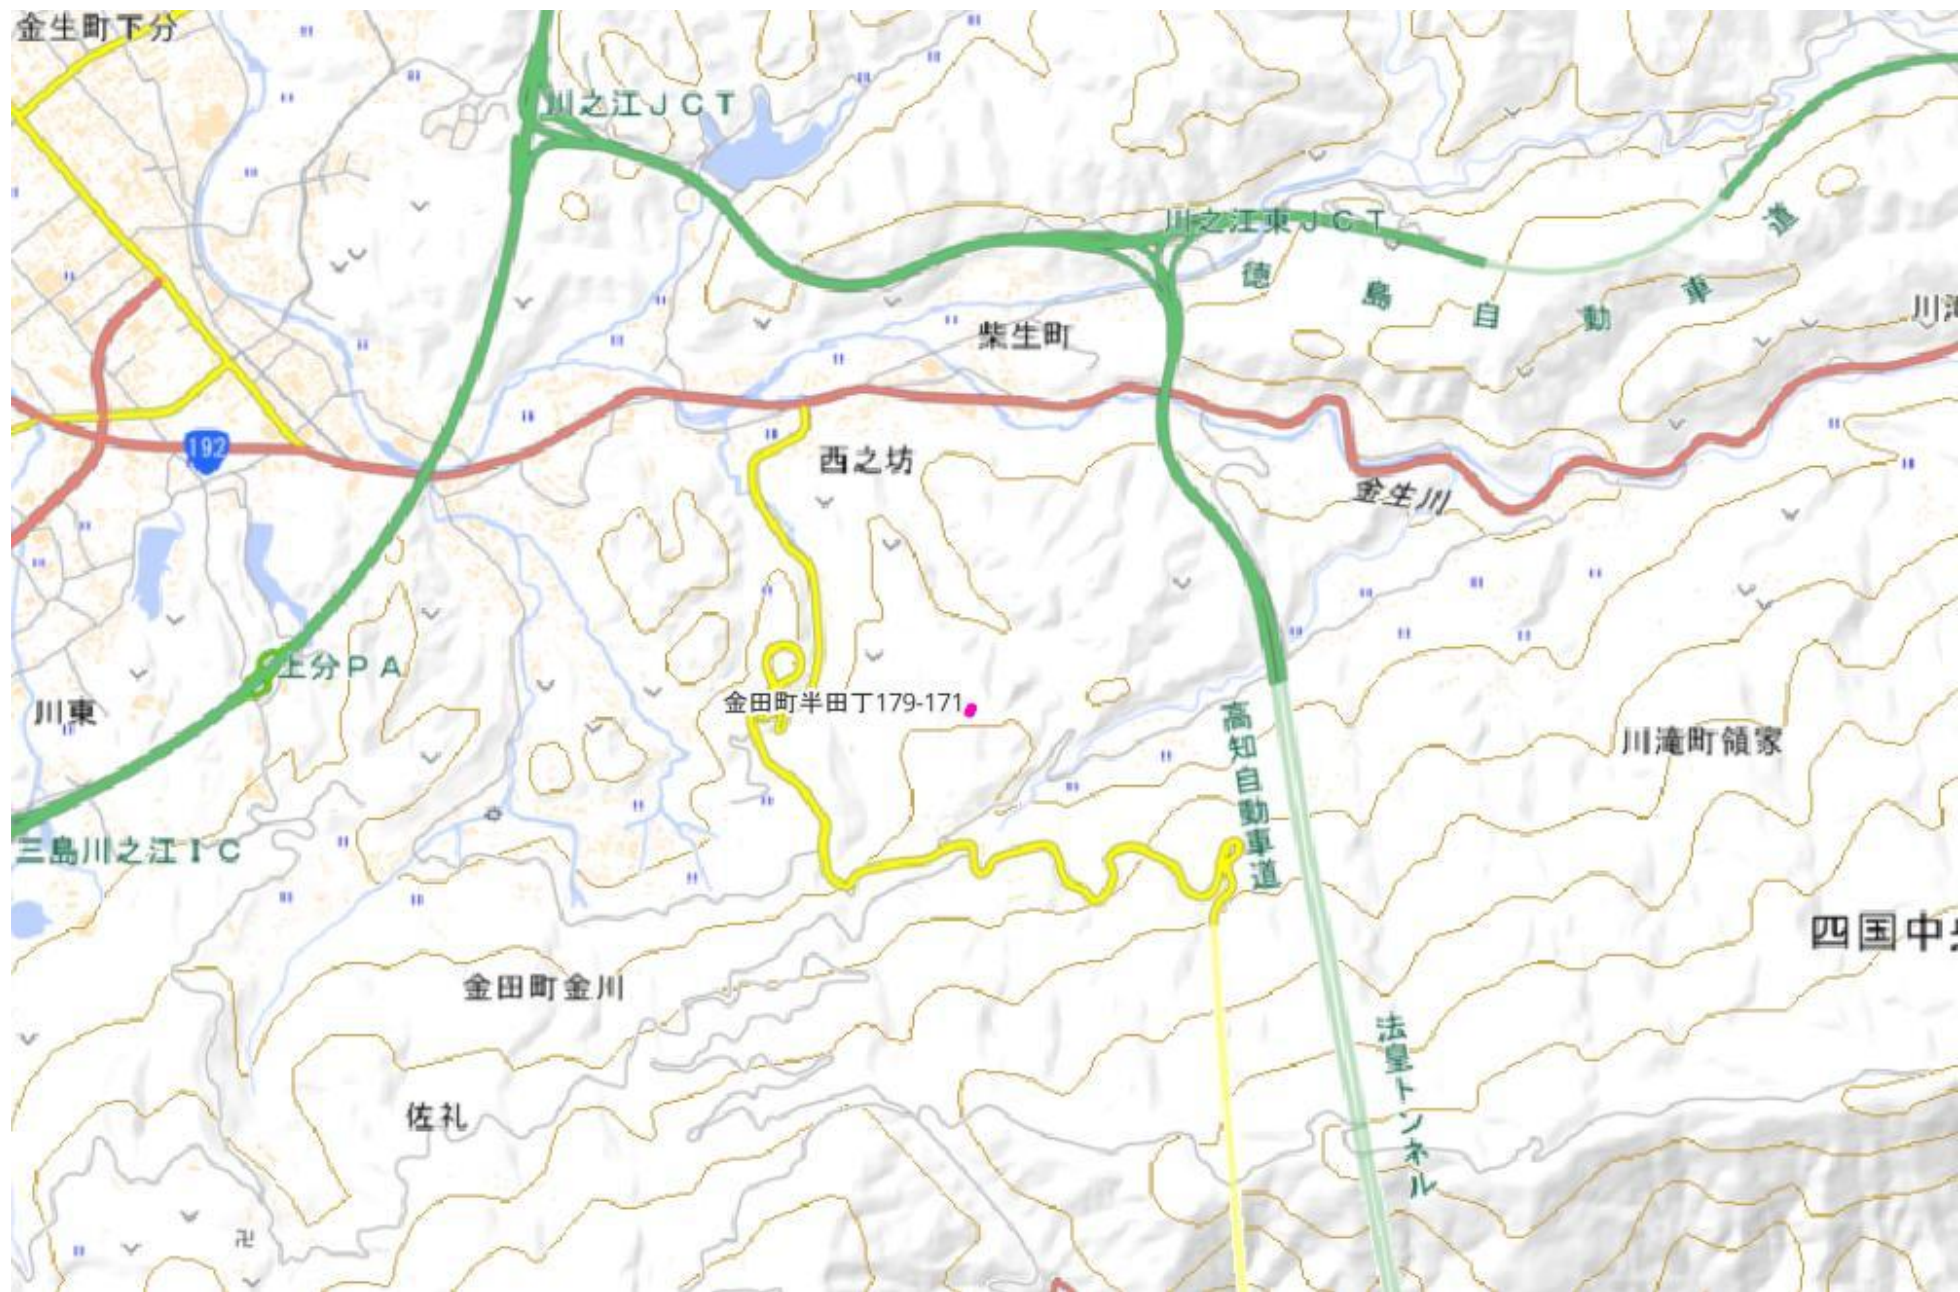 金生町下分
川之江JCT
川之江東JCT
徳島自動車道
川滝
柴生町
192
西之坊
金生川
上分PA
川東
金田町半田丁179-171
高知自動車道
川滝町領家
三島川之江IC
四国中央
金田町金川
法皇トンネル
佐礼